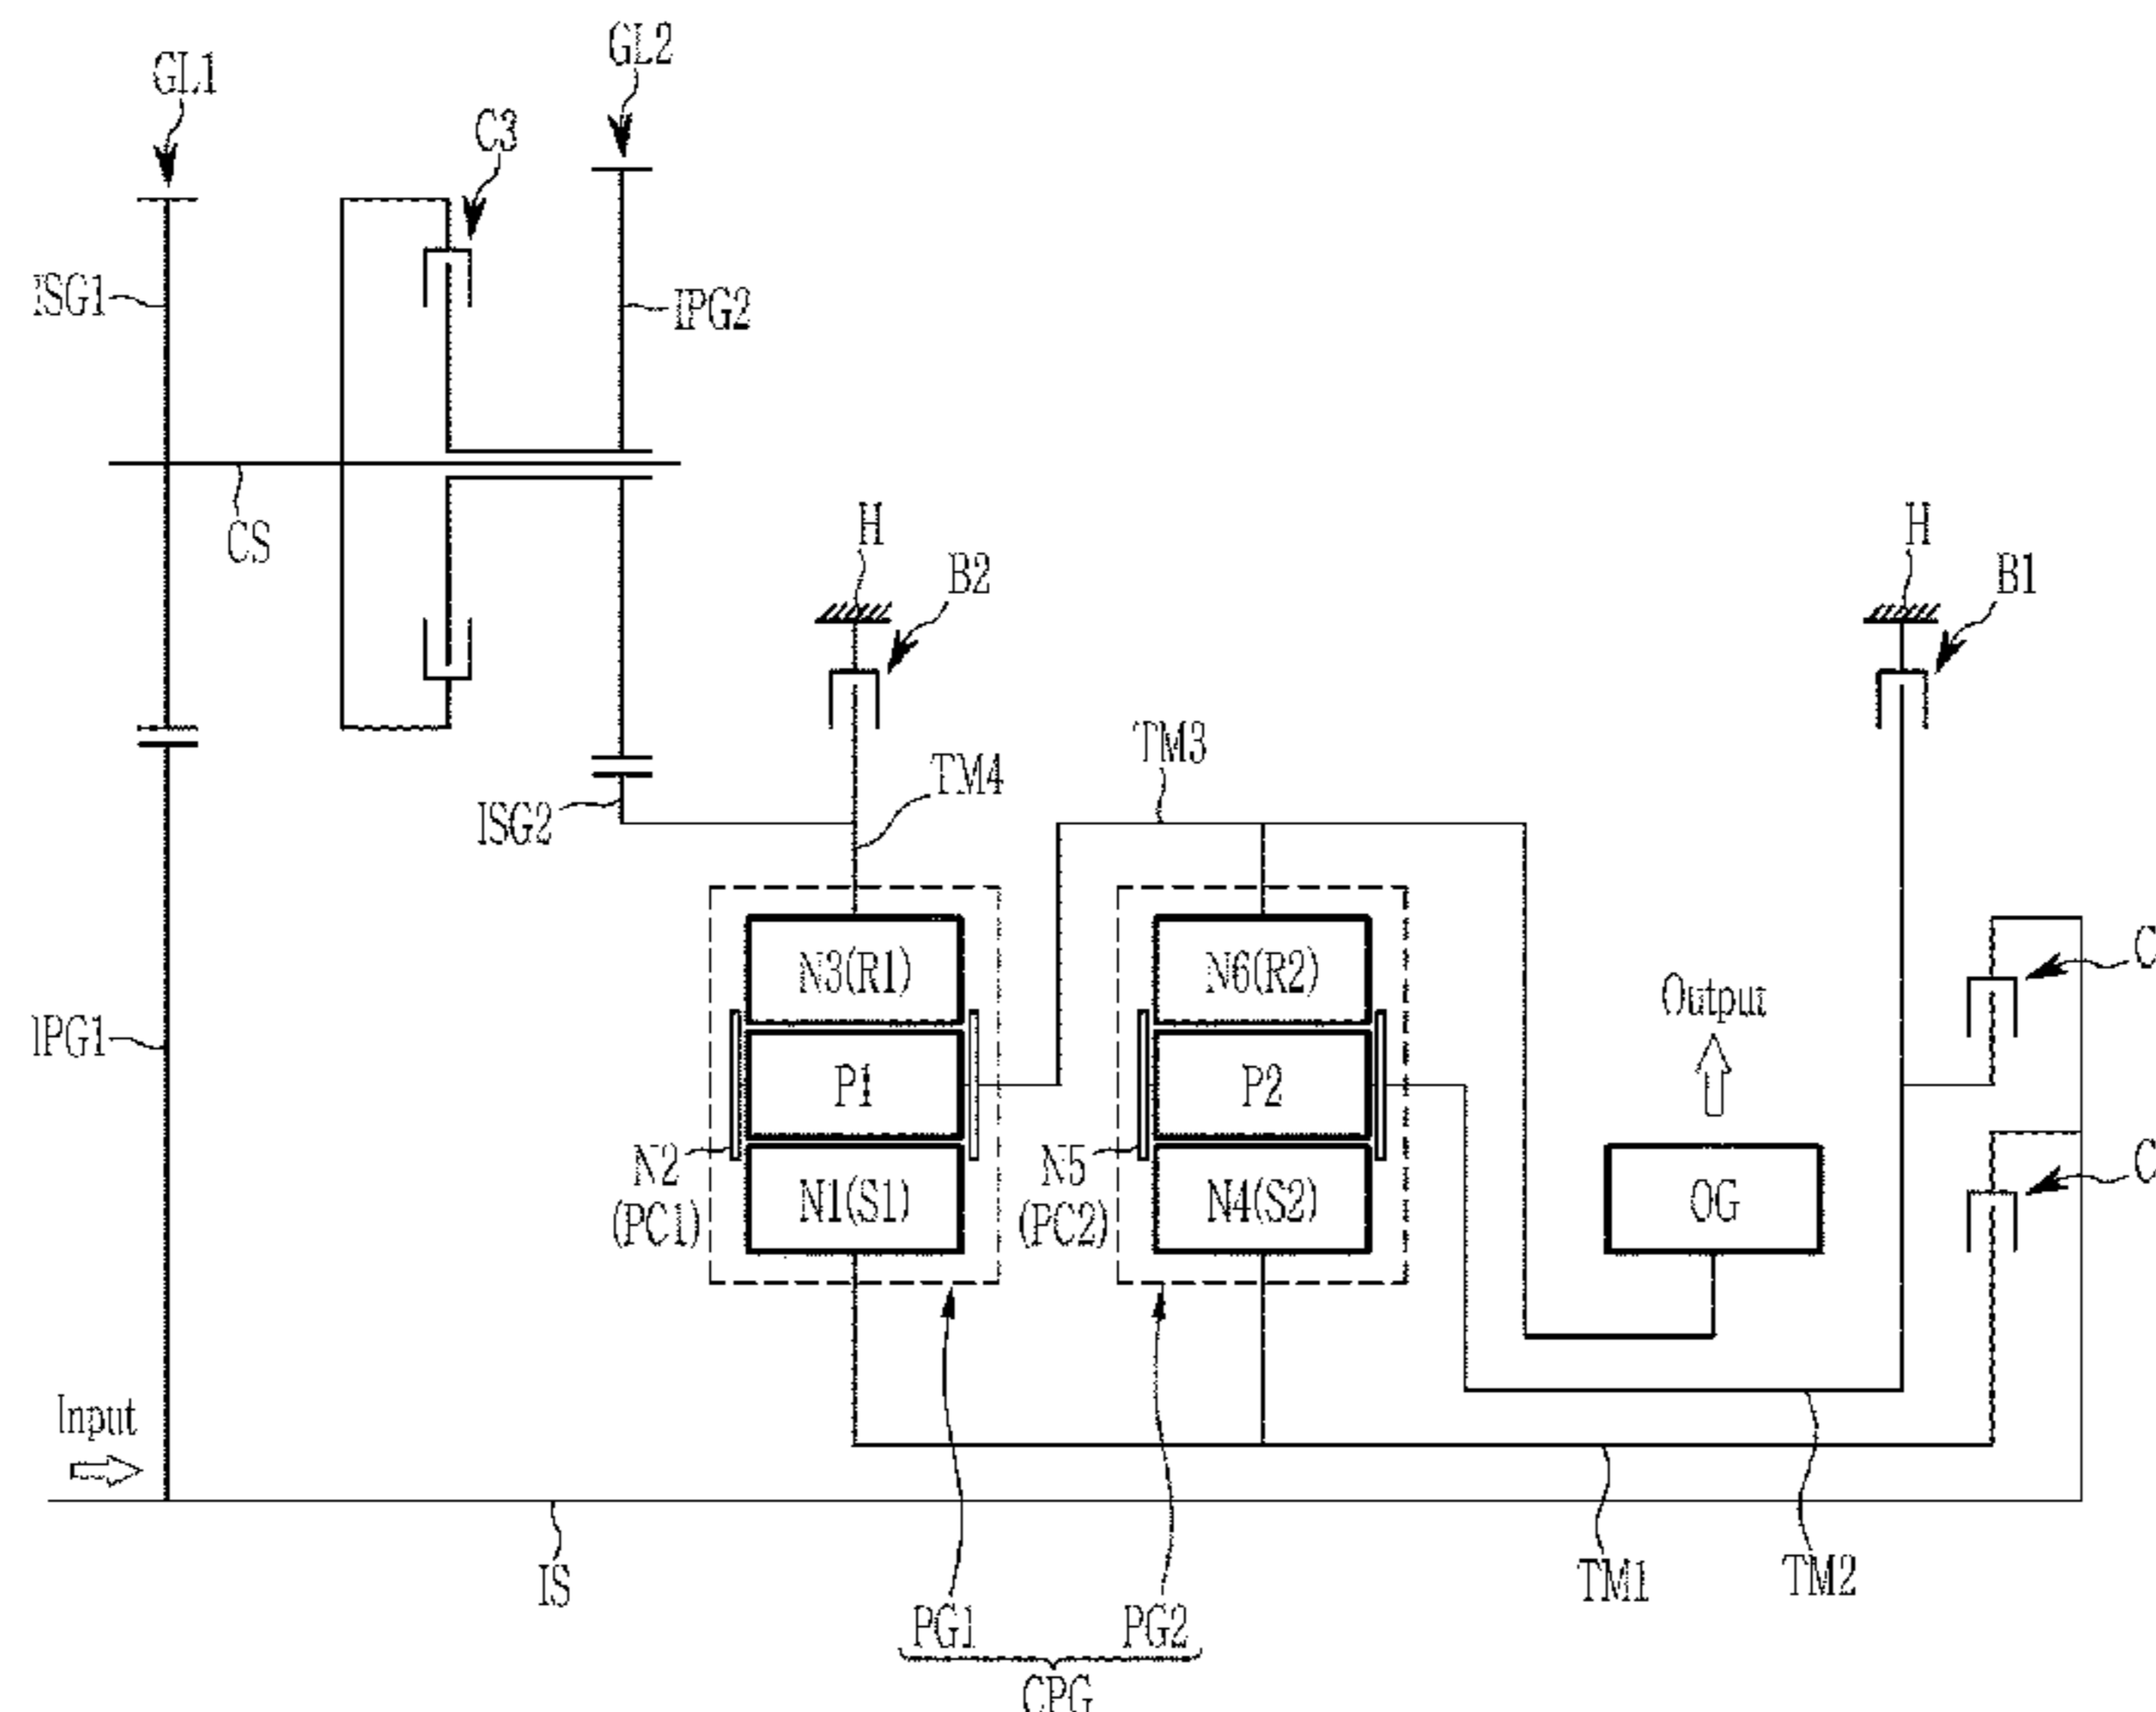 GL1
GL2
C3
ISG1
IPG2
CS
H
B2
H
B1
TM3
TM4
ISG2
N3(R1)
N6(R2)
C
Output
IPG1
P1
P2
N2
(PC1)
N1(S1)
N5
(PC2)
N4(S2)
OG
C
Input
IS
TM1
TM2
PG1
PG2
CPG